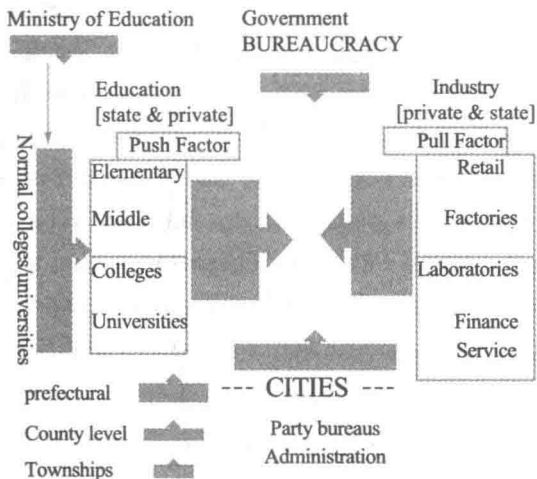 Ministry of Education
Government
BUREAUCRACY
Education
[state & private]
Industry
[private & state]
Push Factor
Pull Factor
Normal colleges/universities
Elementary
Middle
Colleges
Universities
Retail
Factories
Laboratories
Finance
Service
prefectural
--- CITIES ---
County level
Party bureaus
Administration
Townships